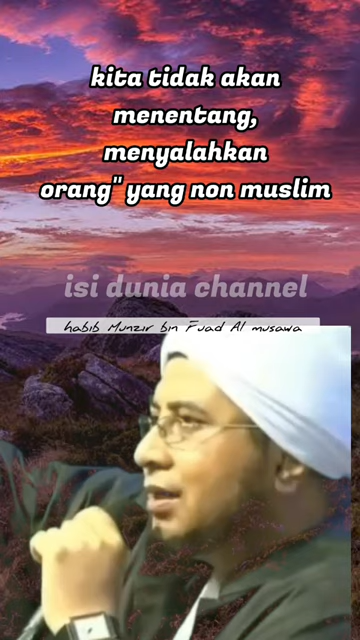 kita tidak akan
menentang,
menyalahkan
orang" yang non muslim
isi dunia channel
habib Munzir bin Fuad Al musawa